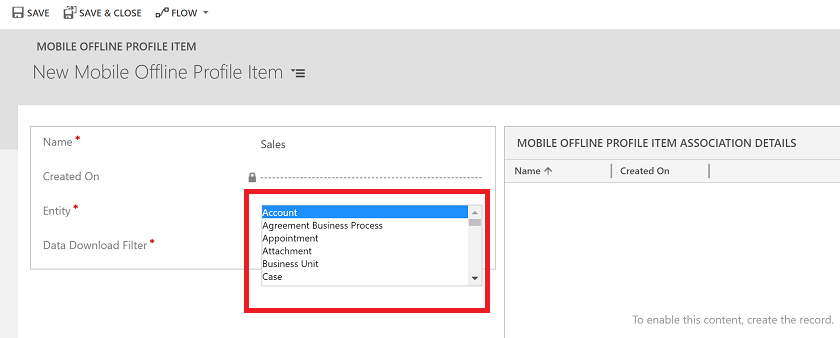 SAVE SAVE & CLOSE FLOW
MOBILE OFFLINE PROFILE ITEM
New Mobile Offline Profile Item
Name * Sales
Created On
Entity *
Data Download Filter *
Account
Agreement Business Process
Appointment
Attachment
Business Unit
Case
MOBILE OFFLINE PROFILE ITEM ASSOCIATION DETAILS
Name ↑ Created On
To enable this content, create the record.